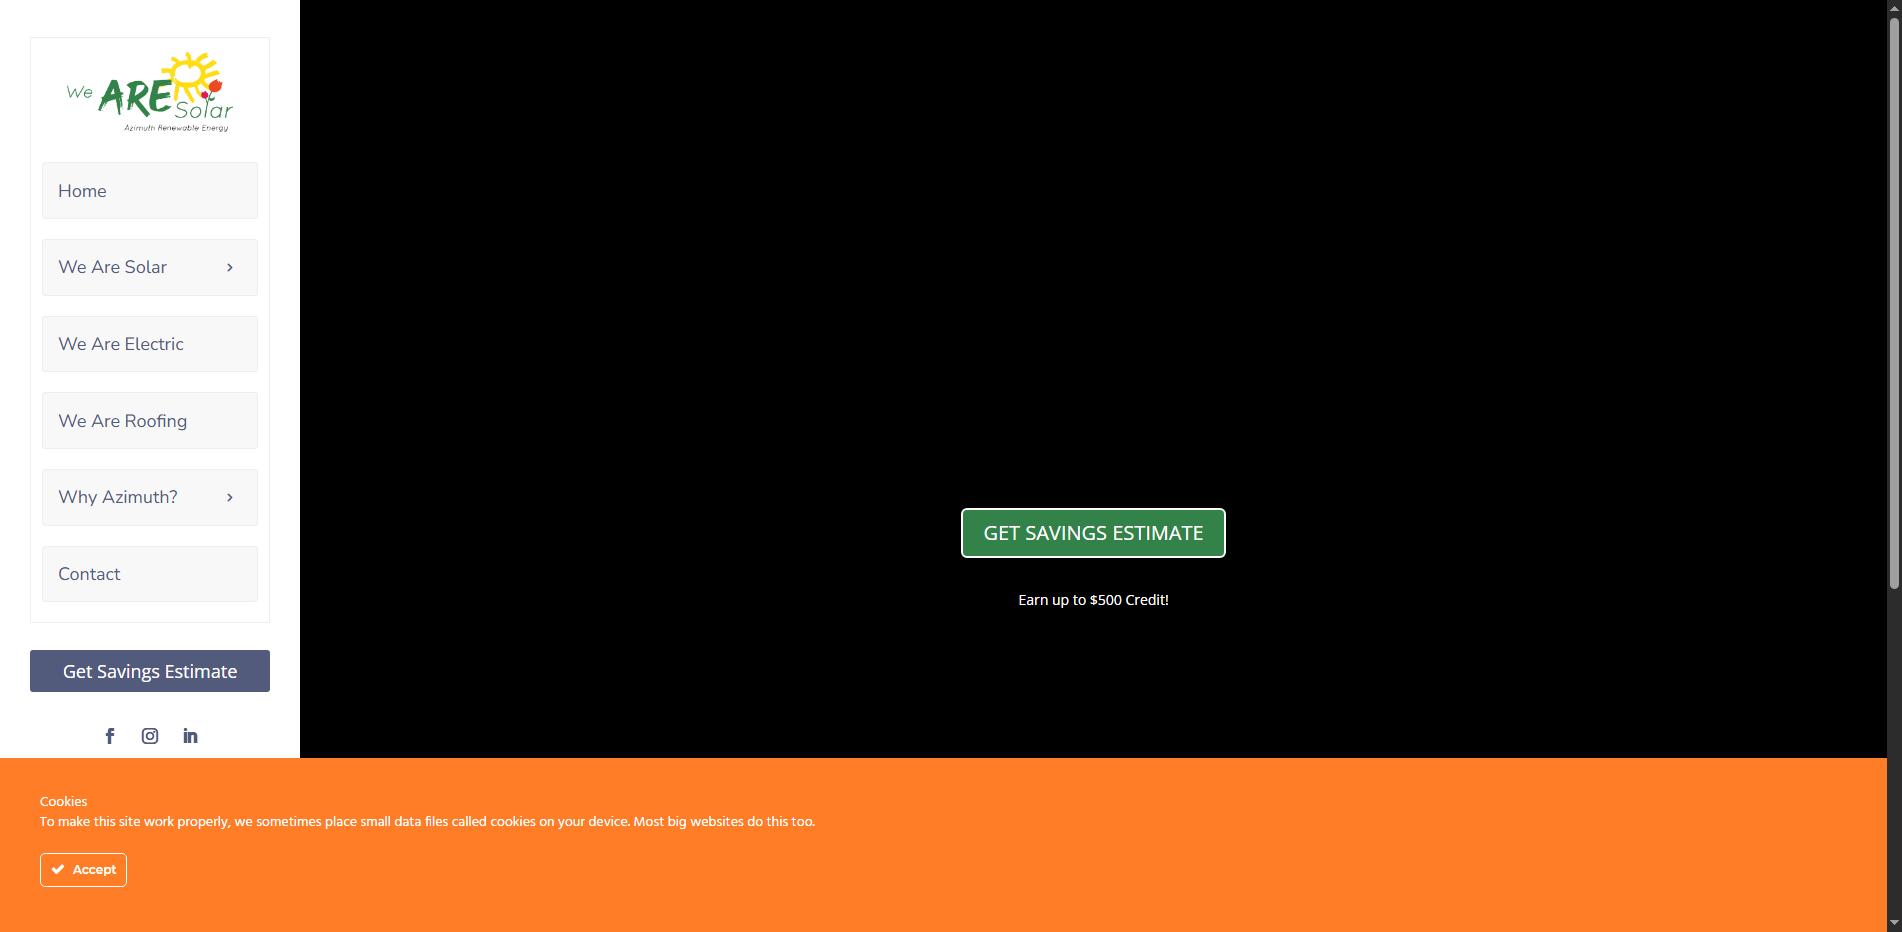 We ARE Solar
Azimuth Renewable Energy
Home
We Are Solar
We Are Electric
We Are Roofing
Why Azimuth?
Contact
Get Savings Estimate
GET SAVINGS ESTIMATE
Earn up to $500 Credit!
Cookies
To make this site work properly, we sometimes place small data files called cookies on your device. Most big websites do this too.
Accept